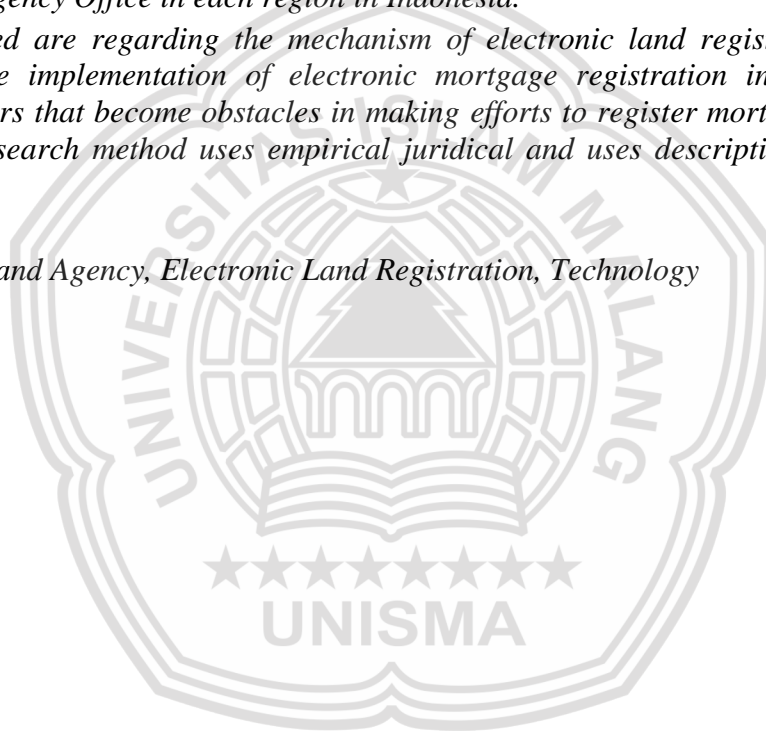 gency Office in each region in Indonesia.
ed are regarding the mechanism of electronic land regis
e implementation of electronic mortgage registration in
ers that become obstacles in making efforts to register mort
search method uses empirical juridical and uses descripti
and Agency, Electronic Land Registration, Technology
UNIVERSITAS ISLAM MALANG
UNISMA